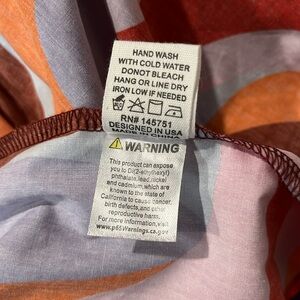 HAND WASH
WITH COLD WATER
DONOT BLEACH
HANG OR LINE DRY
IRON LOW IF NEEDED
RN# 145751
DESIGNED IN USA
MADE IN CHINA
WARNING
This product can expose
you to Di(2-ethylhexyl)
phthalate,lead,nickel
and cadmium,which are
known to the state of
California to cause cancer,
birth defects,and other
reproductive harm.
For more information,visit
www.p65Warnings.ca.gov